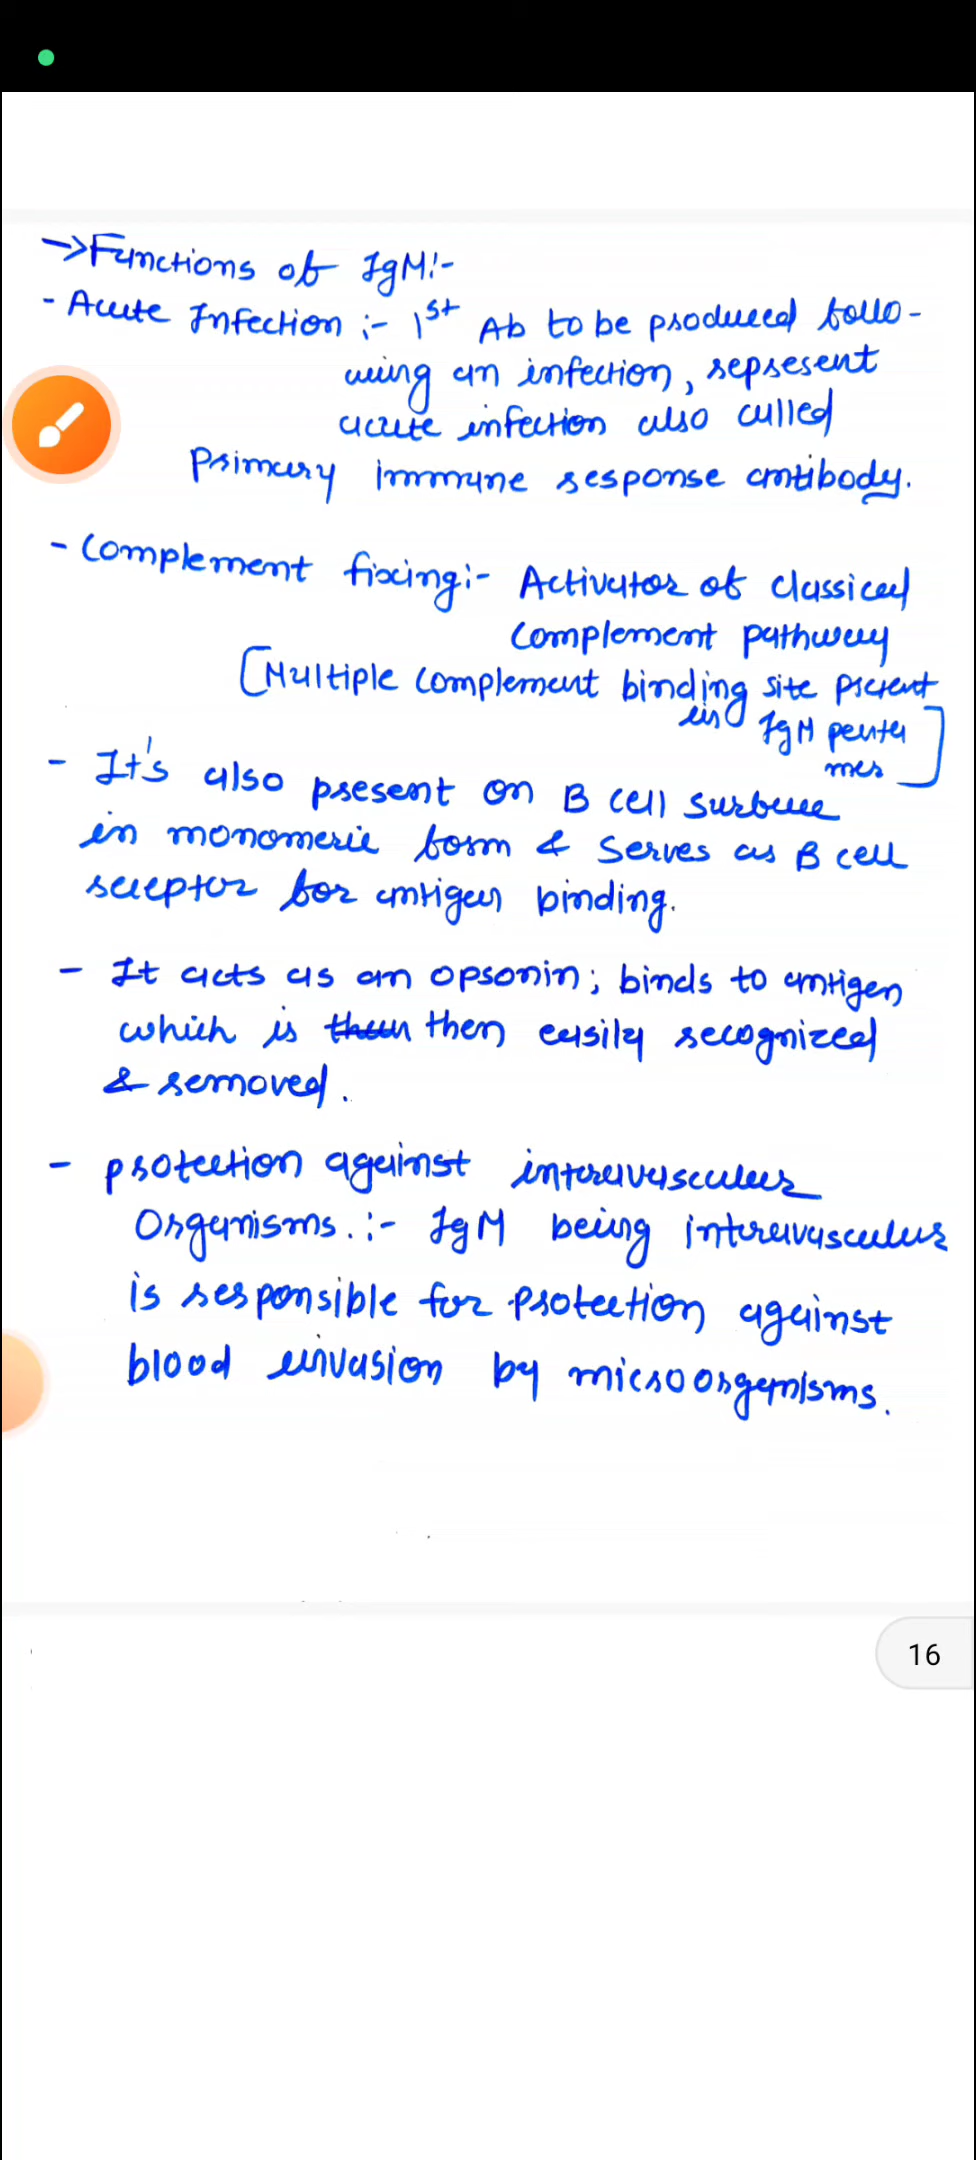 →Functions of IgM:-
- Acute Infection :- 1st Ab to be produced follo-
wing an infection, represent
acute infection also called
Primary immune response antibody.
- Complement fixing:- Activator of classical
complement pathway
[Multiple complement binding site present
in IgM penta
mer]
- It's also present on B cell surface
in monomeric form & serves as B cell
receptor for antigen binding.
- It acts as an opsonin; binds to antigen
which is then easily recognized
& removed.
- protection against intravascular
Organisms.:- IgM being intravascular
is responsible for protection against
blood invasion by microorganisms.
16